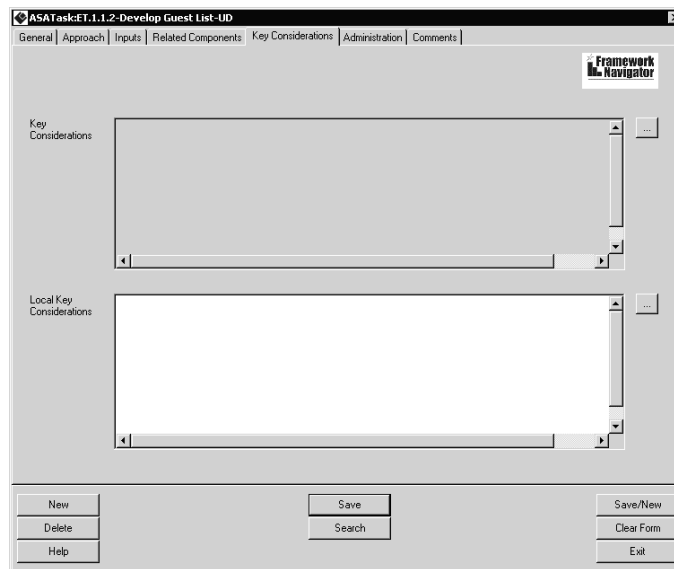 ASATask:ET.1.1.2-Develop Guest List-UD
General Approach Inputs Related Components Key Considerations Administration Comments
Framework
Navigator
Key
Considerations
...
Local Key
Considerations
...
New Save Save/New
Delete Search Clear Form
Help Exit